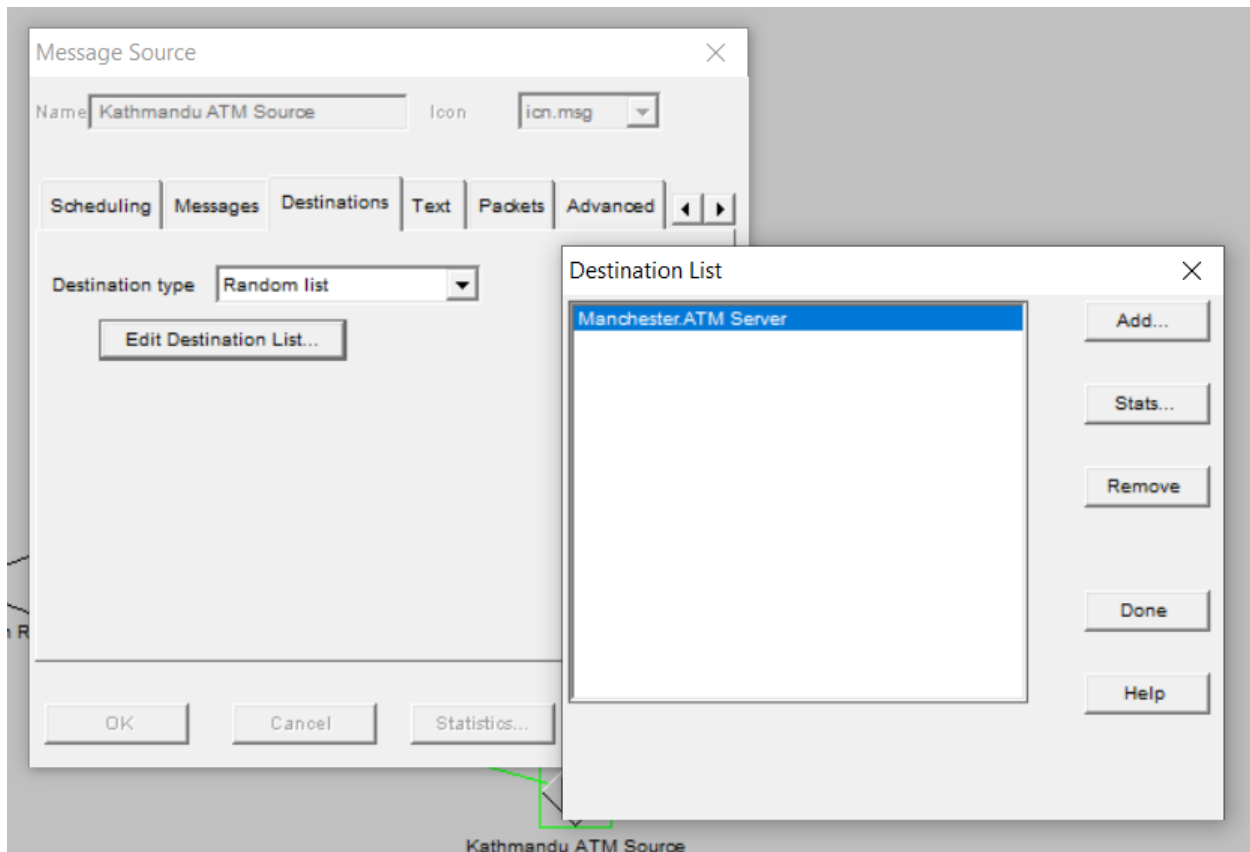 Message Source
Name Kathmandu ATM Source Icon icn.msg
Scheduling Messages Destinations Text Packets Advanced
Destination type Random list
Edit Destination List...
OK Cancel Statistics...
Destination List
Manchester.ATM Server
Add...
Stats...
Remove
Done
Help
Kathmandu ATM Source